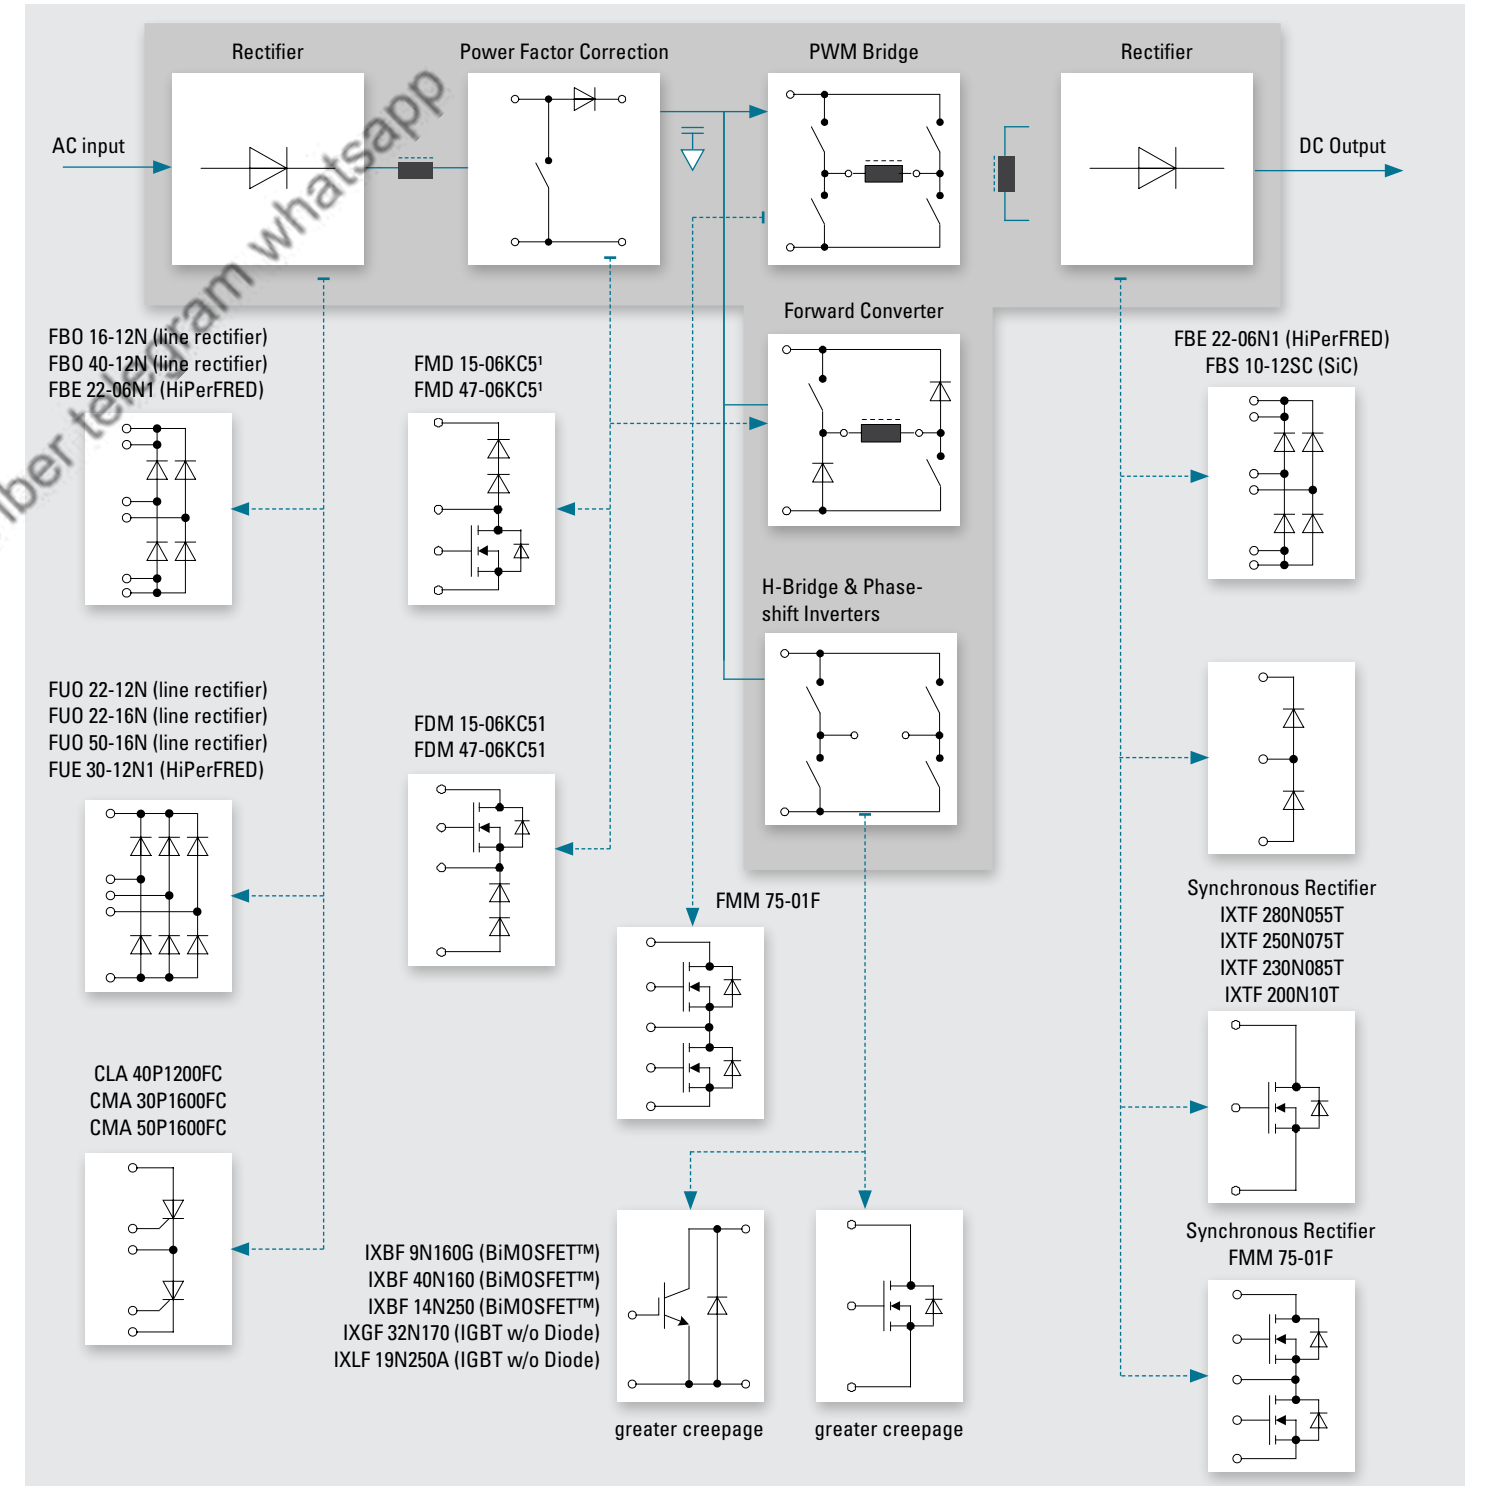 Rectifier
Power Factor Correction
PWM Bridge
Rectifier
AC input
DC Output
Forward Converter
FBO 16-12N (line rectifier)
FBO 40-12N (line rectifier)
FBE 22-06N1 (HiPerFRED)
FMD 15-06KC5¹
FMD 47-06KC5¹
FBE 22-06N1 (HiPerFRED)
FBS 10-12SC (SiC)
H-Bridge & Phase-
shift Inverters
FUO 22-12N (line rectifier)
FUO 22-16N (line rectifier)
FUO 50-16N (line rectifier)
FUE 30-12N1 (HiPerFRED)
FDM 15-06KC51
FDM 47-06KC51
FMM 75-01F
Synchronous Rectifier
IXTF 280N055T
IXTF 250N075T
IXTF 230N085T
IXTF 200N10T
CLA 40P1200FC
CMA 30P1600FC
CMA 50P1600FC
Synchronous Rectifier
FMM 75-01F
IXBF 9N160G (BiMOSFET™)
IXBF 40N160 (BiMOSFET™)
IXBF 14N250 (BiMOSFET™)
IXGF 32N170 (IGBT w/o Diode)
IXLF 19N250A (IGBT w/o Diode)
greater creepage
greater creepage
telegram whatsapp